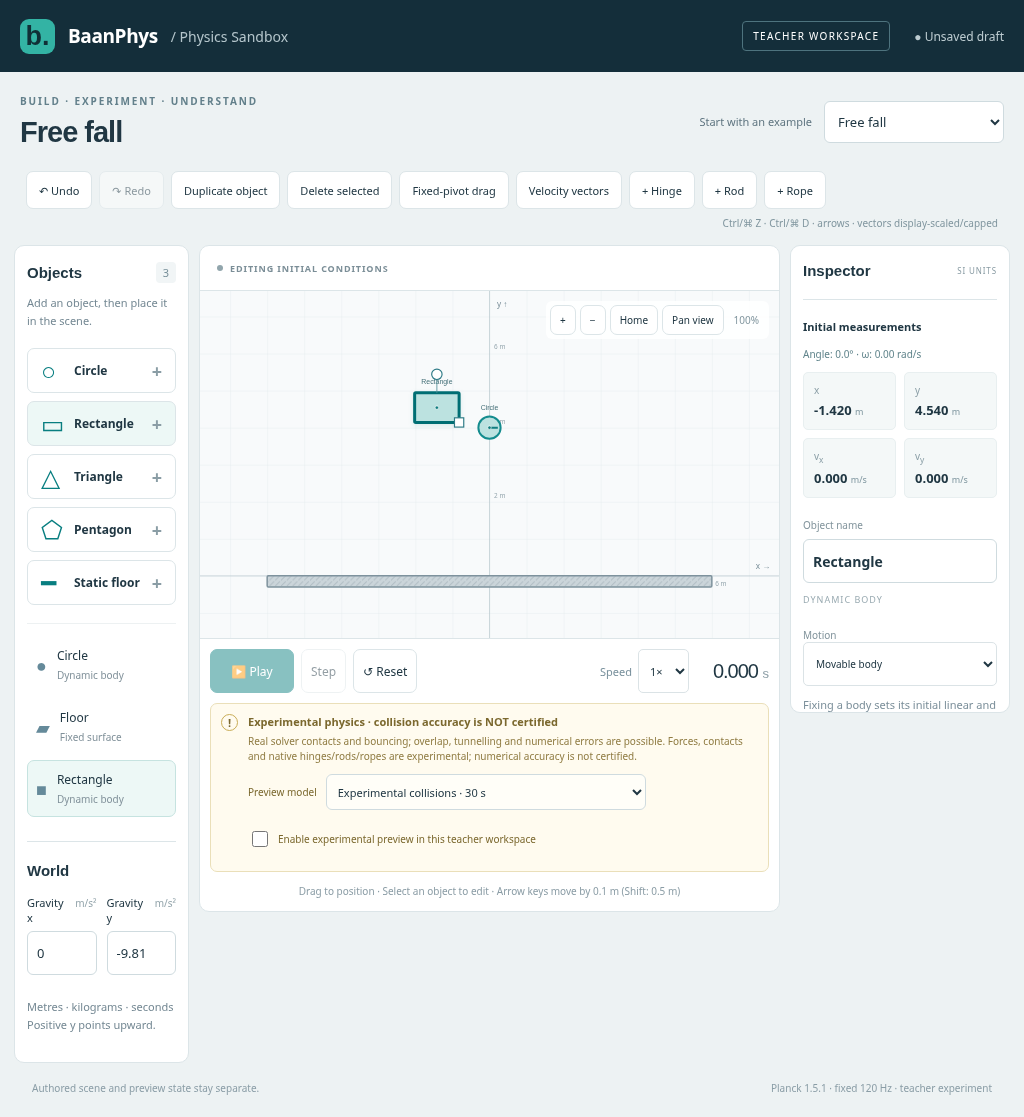 b. BaanPhys / Physics Sandbox
TEACHER WORKSPACE
● Unsaved draft
BUILD · EXPERIMENT · UNDERSTAND
Free fall
Start with an example
Free fall
↶ Undo
↷ Redo
Duplicate object
Delete selected
Fixed-pivot drag
Velocity vectors
+ Hinge
+ Rod
+ Rope
Ctrl/⌘ Z · Ctrl/⌘ D · arrows · vectors display-scaled/capped
Objects
3
Add an object, then place it
in the scene.
Circle +
Rectangle +
Triangle +
Pentagon +
Static floor +
Circle
Dynamic body
Floor
Fixed surface
Rectangle
Dynamic body
World
Gravity x m/s²
Gravity y m/s²
0
-9.81
Metres · kilograms · seconds
Positive y points upward.
EDITING INITIAL CONDITIONS
y ↑
+
−
Home
Pan view
100%
6 m
Rectangle
Circle
2 m
x →
6 m
▶ Play
Step
↺ Reset
Speed
1×
0.000 s
! Experimental physics · collision accuracy is NOT certified
Real solver contacts and bouncing; overlap, tunnelling and numerical errors are possible. Forces, contacts
and native hinges/rods/ropes are experimental; numerical accuracy is not certified.
Preview model
Experimental collisions · 30 s
Enable experimental preview in this teacher workspace
Drag to position · Select an object to edit · Arrow keys move by 0.1 m (Shift: 0.5 m)
Inspector
SI UNITS
Initial measurements
Angle: 0.0° · ω: 0.00 rad/s
x
-1.420 m
y
4.540 m
vx
0.000 m/s
vy
0.000 m/s
Object name
Rectangle
DYNAMIC BODY
Motion
Movable body
Fixing a body sets its initial linear and
Authored scene and preview state stay separate.
Planck 1.5.1 · fixed 120 Hz · teacher experiment